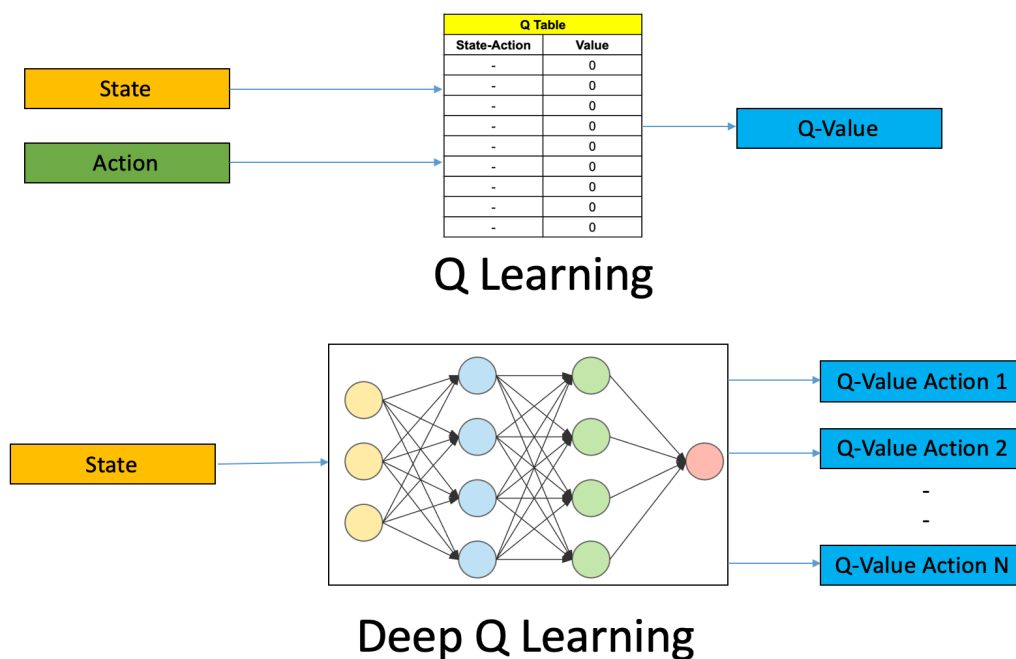 Q Table
State-Action Value
- 0
- 0
- 0
- 0
- 0
- 0
- 0
- 0
- 0
State
Action
Q-Value
Q Learning
State
Q-Value Action 1
Q-Value Action 2
-
-
Q-Value Action N
Deep Q Learning